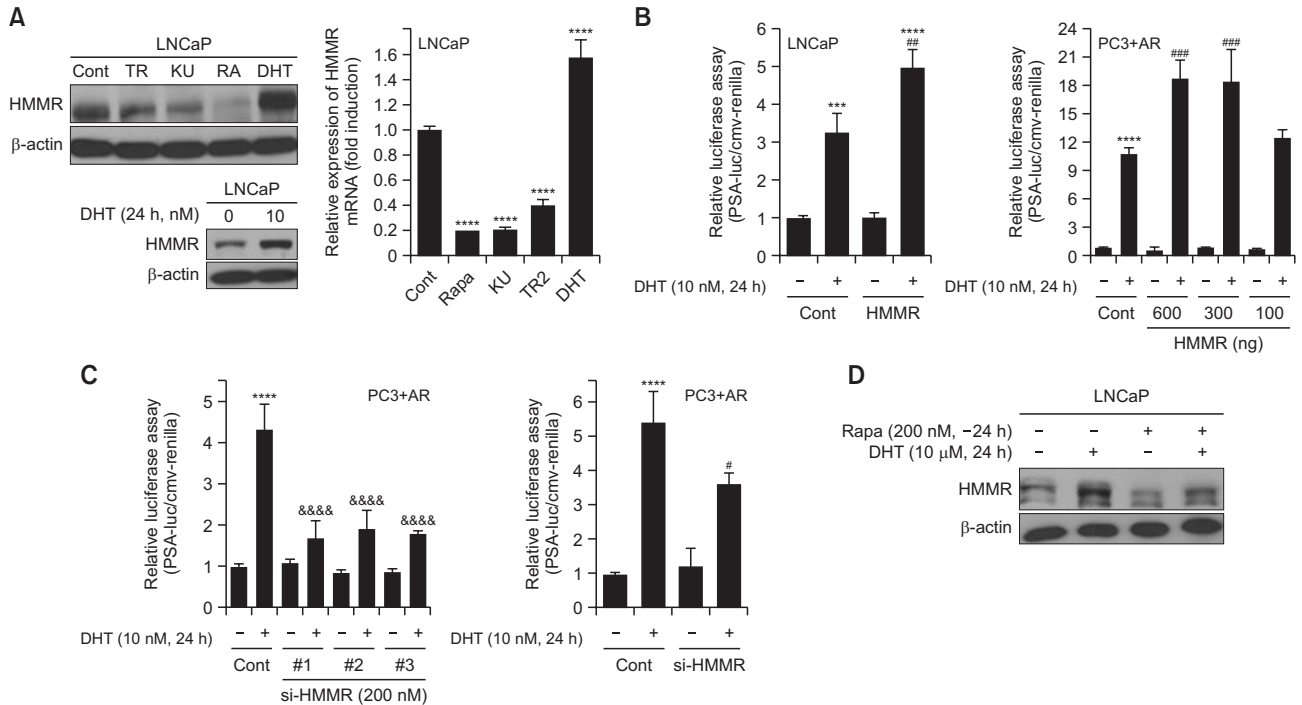 A
LNCaP
Cont TR KU RA DHT
HMMR
β-actin
LNCaP
DHT (24 h, nM) 0 10
HMMR
β-actin
Relative expression of HMMR
mRNA (fold induction)
1.8
1.6
1.4
1.2
1.0
0.8
0.6
0.4
0.2
0
LNCaP
****
****
****
****
Cont Rapa KU TR2 DHT
B
Relative luciferase assay
(PSA-luc/cmv-renilla)
6
5
4
3
2
1
0
LNCaP
***
****
##
DHT (10 nM, 24 h) − + − +
Cont HMMR
Relative luciferase assay
(PSA-luc/cmv-renilla)
24
21
18
15
12
9
6
3
0
PC3+AR
****
###
###
DHT (10 nM, 24 h) − + − + − + − +
Cont 600 300 100
HMMR (ng)
C
Relative luciferase assay
(PSA-luc/cmv-renilla)
5
4
3
2
1
0
PC3+AR
****
&&&&
&&&&
&&&&
DHT (10 nM, 24 h) − + − + − + − +
Cont #1 #2 #3
si-HMMR (200 nM)
Relative luciferase assay
(PSA-luc/cmv-renilla)
7
6
5
4
3
2
1
0
PC3+AR
****
#
DHT (10 nM, 24 h) − + − +
Cont si-HMMR
D
LNCaP
Rapa (200 nM, −24 h) − − + +
DHT (10 μM, 24 h) − + − +
HMMR
β-actin